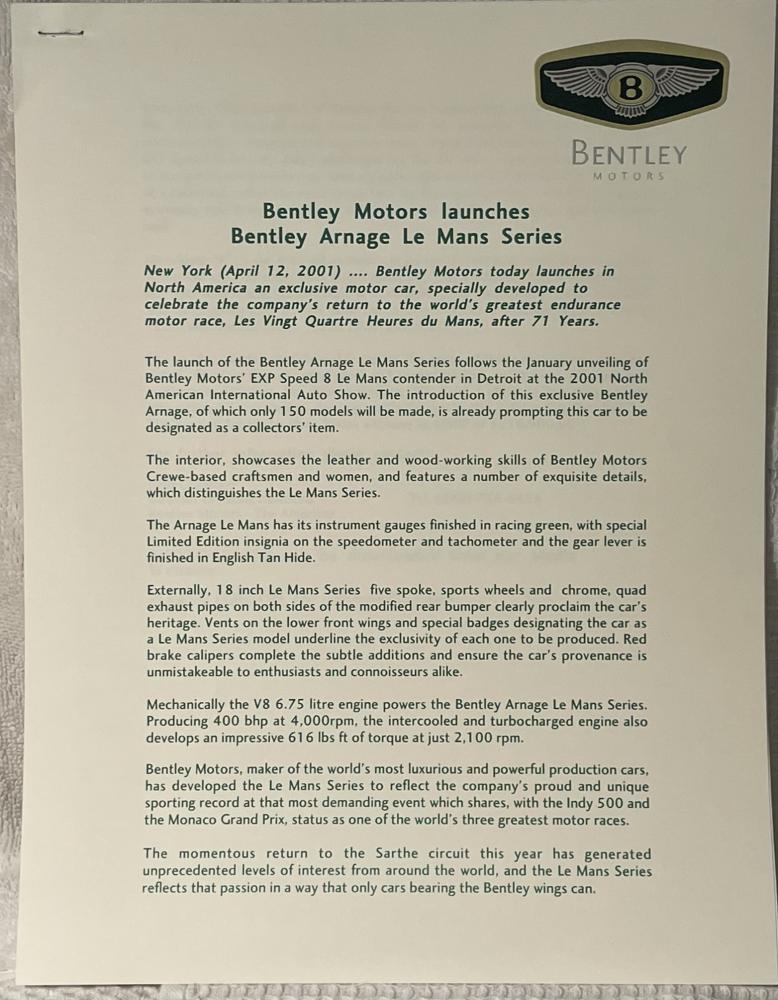 B
BENTLEY
MOTORS
Bentley Motors launches
Bentley Arnage Le Mans Series
New York (April 12, 2001) .... Bentley Motors today launches in
North America an exclusive motor car, specially developed to
celebrate the company's return to the world's greatest endurance
motor race, Les Vingt Quartre Heures du Mans, after 71 Years.
The launch of the Bentley Arnage Le Mans Series follows the January unveiling of
Bentley Motors' EXP Speed 8 Le Mans contender in Detroit at the 2001 North
American International Auto Show. The introduction of this exclusive Bentley
Arnage, of which only 150 models will be made, is already prompting this car to be
designated as a collectors' item.
The interior, showcases the leather and wood-working skills of Bentley Motors
Crewe-based craftsmen and women, and features a number of exquisite details,
which distinguishes the Le Mans Series.
The Arnage Le Mans has its instrument gauges finished in racing green, with special
Limited Edition insignia on the speedometer and tachometer and the gear lever is
finished in English Tan Hide.
Externally, 18 inch Le Mans Series five spoke, sports wheels and chrome, quad
exhaust pipes on both sides of the modified rear bumper clearly proclaim the car's
heritage. Vents on the lower front wings and special badges designating the car as
a Le Mans Series model underline the exclusivity of each one to be produced. Red
brake calipers complete the subtle additions and ensure the car's provenance is
unmistakeable to enthusiasts and connoisseurs alike.
Mechanically the V8 6.75 litre engine powers the Bentley Arnage Le Mans Series.
Producing 400 bhp at 4,000rpm, the intercooled and turbocharged engine also
develops an impressive 616 lbs ft of torque at just 2,100 rpm.
Bentley Motors, maker of the world's most luxurious and powerful production cars,
has developed the Le Mans Series to reflect the company's proud and unique
sporting record at that most demanding event which shares, with the Indy 500 and
the Monaco Grand Prix, status as one of the world's three greatest motor races.
The momentous return to the Sarthe circuit this year has generated
unprecedented levels of interest from around the world, and the Le Mans Series
reflects that passion in a way that only cars bearing the Bentley wings can.